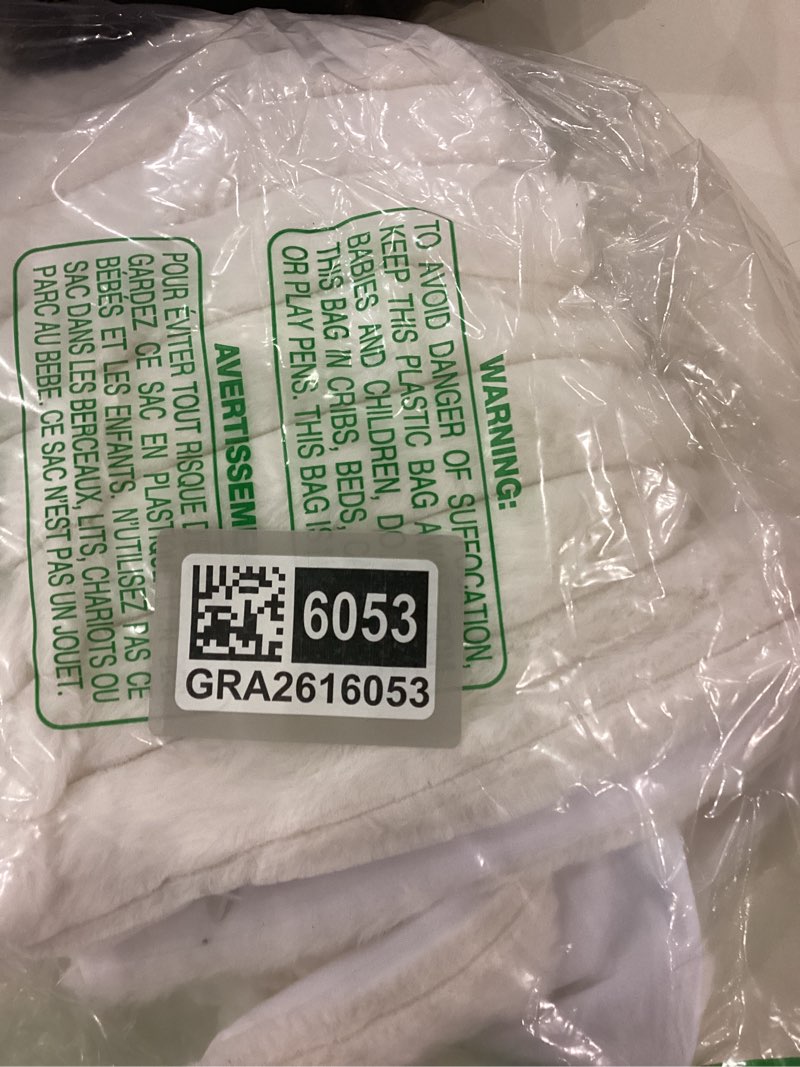 WARNING:
TO AVOID DANGER OF SUFFOCATION,
KEEP THIS PLASTIC BAG A
BABIES AND CHILDREN, DO
THIS BAG IN CRIBS, BEDS,
OR PLAY PENS. THIS BAG IS
AVERTISSEM
POUR ÉVITER TOUT RISQUE D
GARDEZ CE SAC EN PLAST
BÉBÉS ET LES ENFANTS. N'UTILISEZ PAS CE
SAC DANS LES BERCEAUX, LITS, CHARIOTS OU
PARC AU BEBE. CE SAC N'EST PAS UN JOUET.
6053
GRA2616053